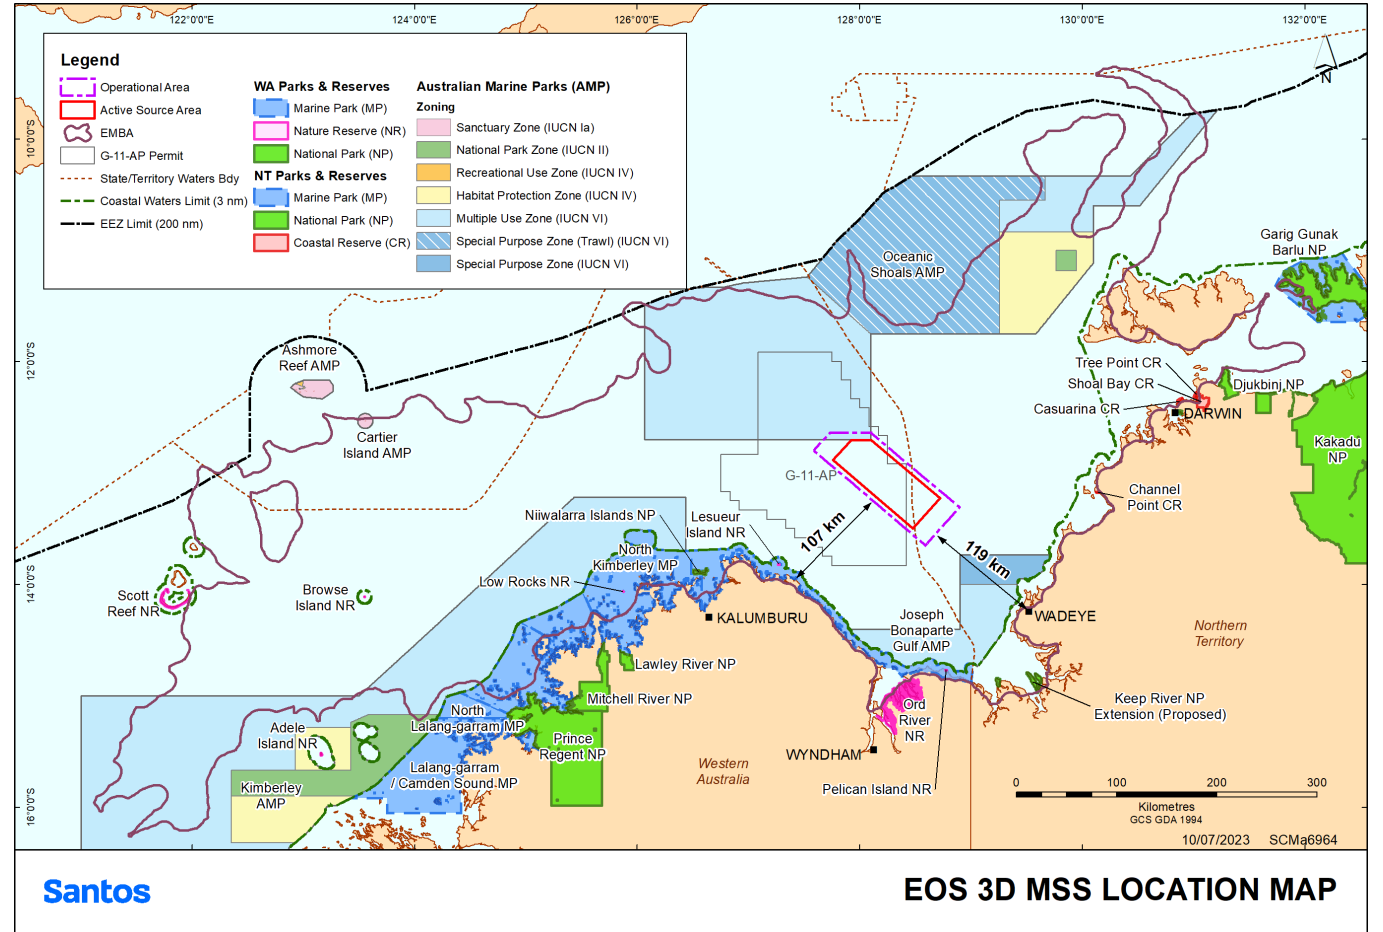 122°0'0"E
124°0'0"E
126°0'0"E
128°0'0"E
130°0'0"E
132°0'0"E
Legend
Operational Area
Active Source Area
EMBA
G-11-AP Permit
State/Territory Waters Bdy
Coastal Waters Limit (3 nm)
EEZ Limit (200 nm)
WA Parks & Reserves
Marine Park (MP)
Nature Reserve (NR)
National Park (NP)
NT Parks & Reserves
Marine Park (MP)
National Park (NP)
Coastal Reserve (CR)
Australian Marine Parks (AMP)
Zoning
Sanctuary Zone (IUCN Ia)
National Park Zone (IUCN II)
Recreational Use Zone (IUCN IV)
Habitat Protection Zone (IUCN IV)
Multiple Use Zone (IUCN VI)
Special Purpose Zone (Trawl) (IUCN VI)
Special Purpose Zone (IUCN VI)
N
10°0'0"S
12°0'0"S
14°0'0"S
16°0'0"S
Garig Gunak
Barlu NP
Oceanic
Shoals AMP
Ashmore
Reef AMP
Cartier
Island AMP
Tree Point CR
Shoal Bay CR
Casuarina CR
Djukbinj NP
DARWIN
Kakadu
NP
Channel
Point CR
G-11-AP
107 km
119 km
Niiwalarra Islands NP
Lesueur
Island NR
North
Kimberley MP
Low Rocks NR
Scott
Reef NR
Browse
Island NR
KALUMBURU
Joseph
Bonaparte
Gulf AMP
WADEYE
Northern
Territory
Lawley River NP
Mitchell River NP
Keep River NP
Extension (Proposed)
North
Lalang-garram MP
Adele
Island NR
Prince
Regent NP
Ord
River
NR
WYNDHAM
Western
Australia
Lalang-garram
/ Camden Sound MP
Kimberley
AMP
Pelican Island NR
0
100
200
300
Kilometres
GCS GDA 1994
10/07/2023
SCMa6964
Santos
EOS 3D MSS LOCATION MAP